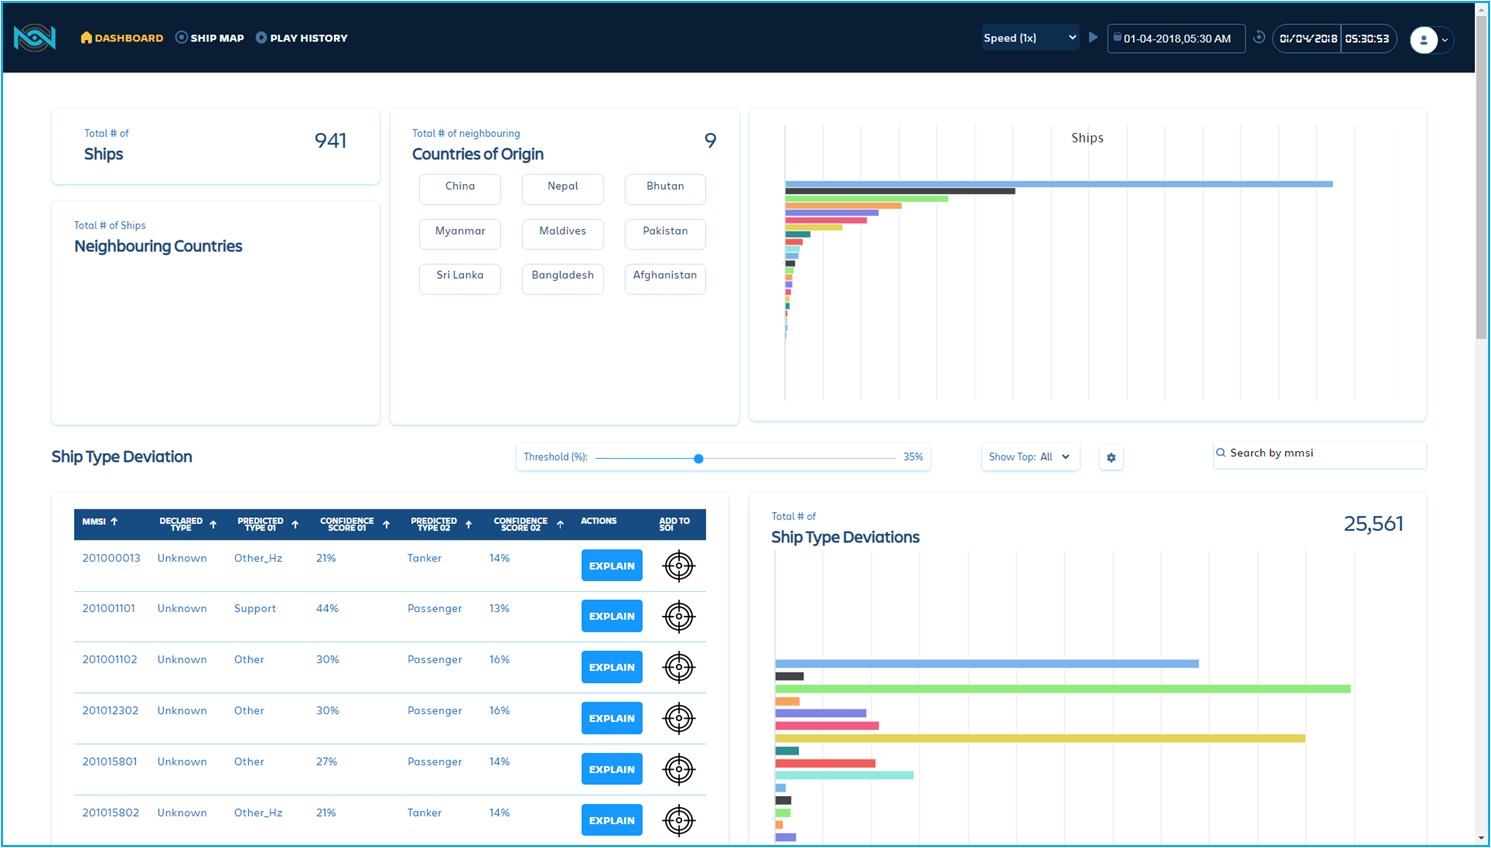 DASHBOARD SHIP MAP PLAY HISTORY Speed (1x) 01-04-2018,05:30 AM 01/04/2018 05:30:53
Total # of
Ships
941
Total # of Ships
Neighbouring Countries
Total # of neighbouring
Countries of Origin
9
China Nepal Bhutan
Myanmar Maldives Pakistan
Sri Lanka Bangladesh Afghanistan
Ships
Ship Type Deviation
Threshold (%): 35%
Show Top: All
Search by mmsi
MMSI DECLARED TYPE PREDICTED TYPE 01 CONFIDENCE SCORE 01 PREDICTED TYPE 02 CONFIDENCE SCORE 02 ACTIONS ADD TO SOI
201000013 Unknown Other_Hz 21% Tanker 14% EXPLAIN
201001101 Unknown Support 44% Passenger 13% EXPLAIN
201001102 Unknown Other 30% Passenger 16% EXPLAIN
201012302 Unknown Other 30% Passenger 16% EXPLAIN
201015801 Unknown Other 27% Passenger 14% EXPLAIN
201015802 Unknown Other_Hz 21% Tanker 14% EXPLAIN
Total # of
Ship Type Deviations
25,561